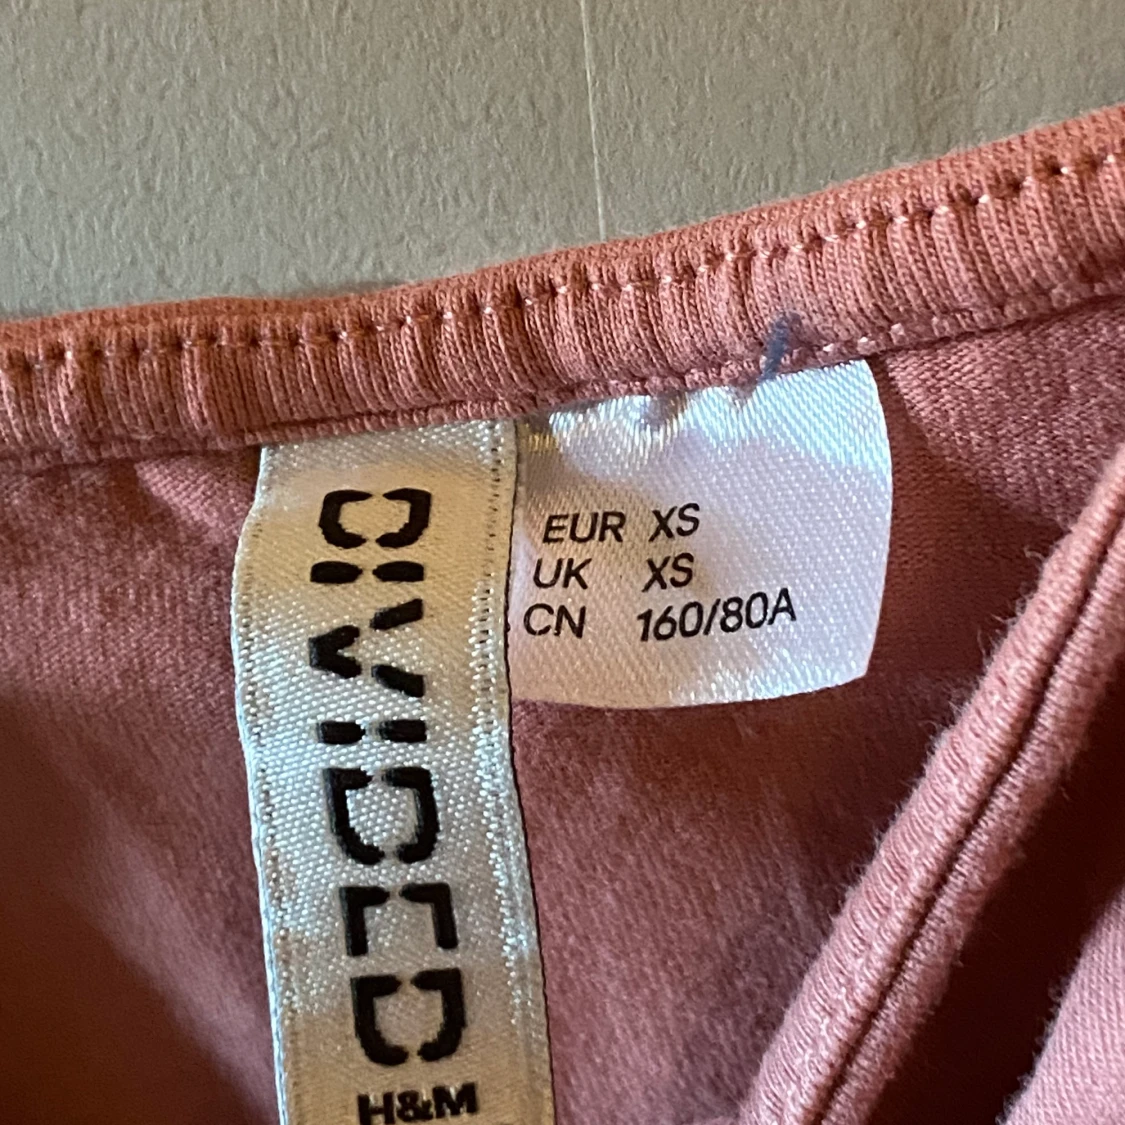 DIVIDED
H&M
EUR XS
UK XS
CN 160/80A